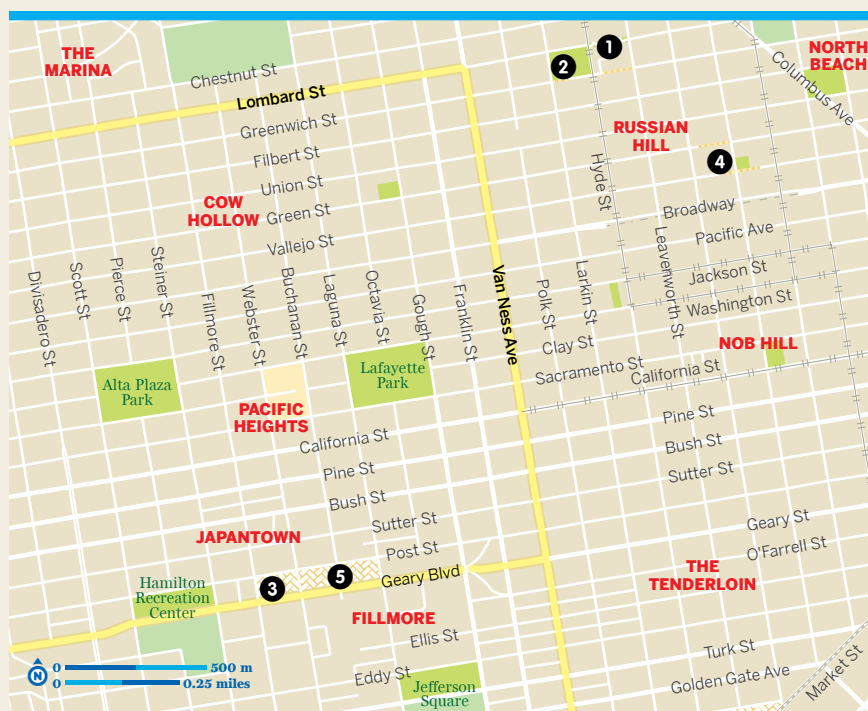 THE
MARINA
Chestnut St
Lombard St
Greenwich St
Filbert St
Union St
Green St
Vallejo St
COW
HOLLOW
1
2
NORTH
BEACH
Columbus Ave
RUSSIAN
HILL
4
Hyde St
Broadway
Pacific Ave
Leavenworth St
Jackson St
Washington St
Divisadero St
Scott St
Pierce St
Steiner St
Fillmore St
Webster St
Buchanan St
Laguna St
Octavia St
Gough St
Franklin St
Van Ness Ave
Polk St
Larkin St
Clay St
Sacramento St
California St
NOB HILL
Alta Plaza
Park
Lafayette
Park
PACIFIC
HEIGHTS
California St
Pine St
Bush St
Sutter St
Post St
Geary Blvd
Pine St
Bush St
Sutter St
Geary St
O'Farrell St
JAPANTOWN
3
5
Hamilton
Recreation
Center
FILLMORE
THE
TENDERLOIN
Ellis St
Eddy St
Jefferson
Square
Turk St
Golden Gate Ave
Market St
N
0 500 m
0 0.25 miles